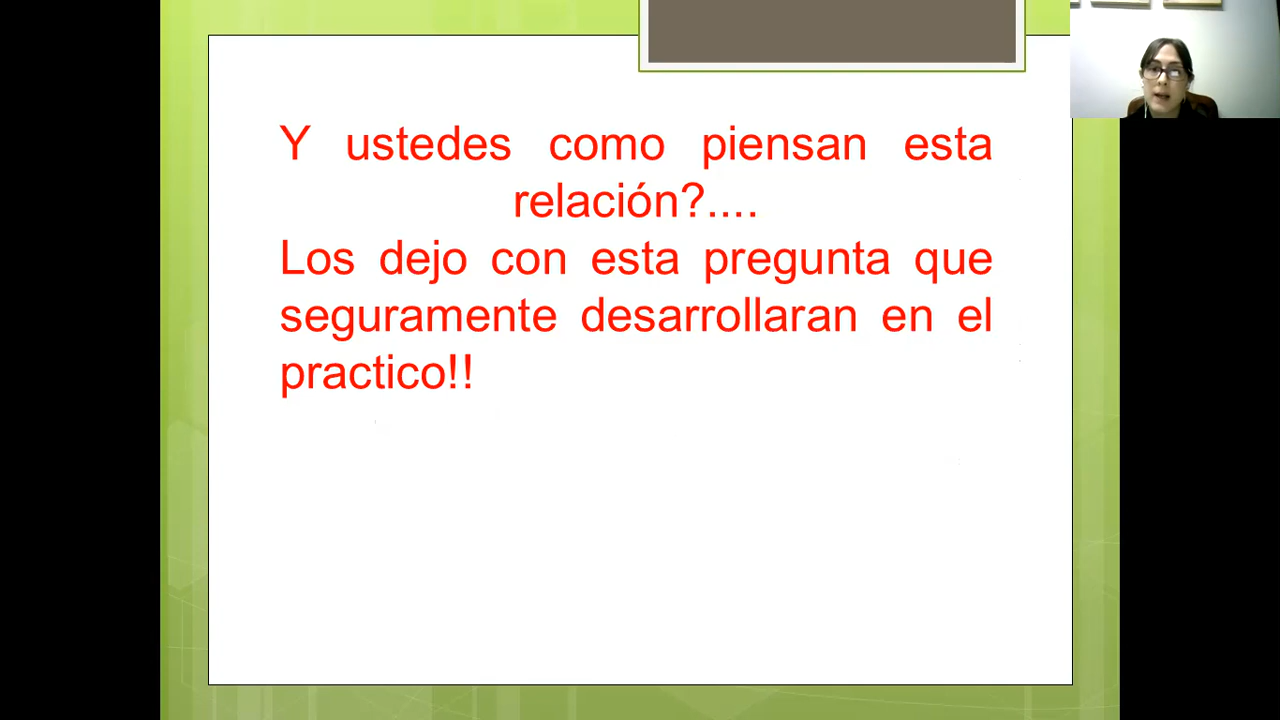 Y ustedes como piensan esta
relación?....
Los dejo con esta pregunta que
seguramente desarrollaran en el
practico!!